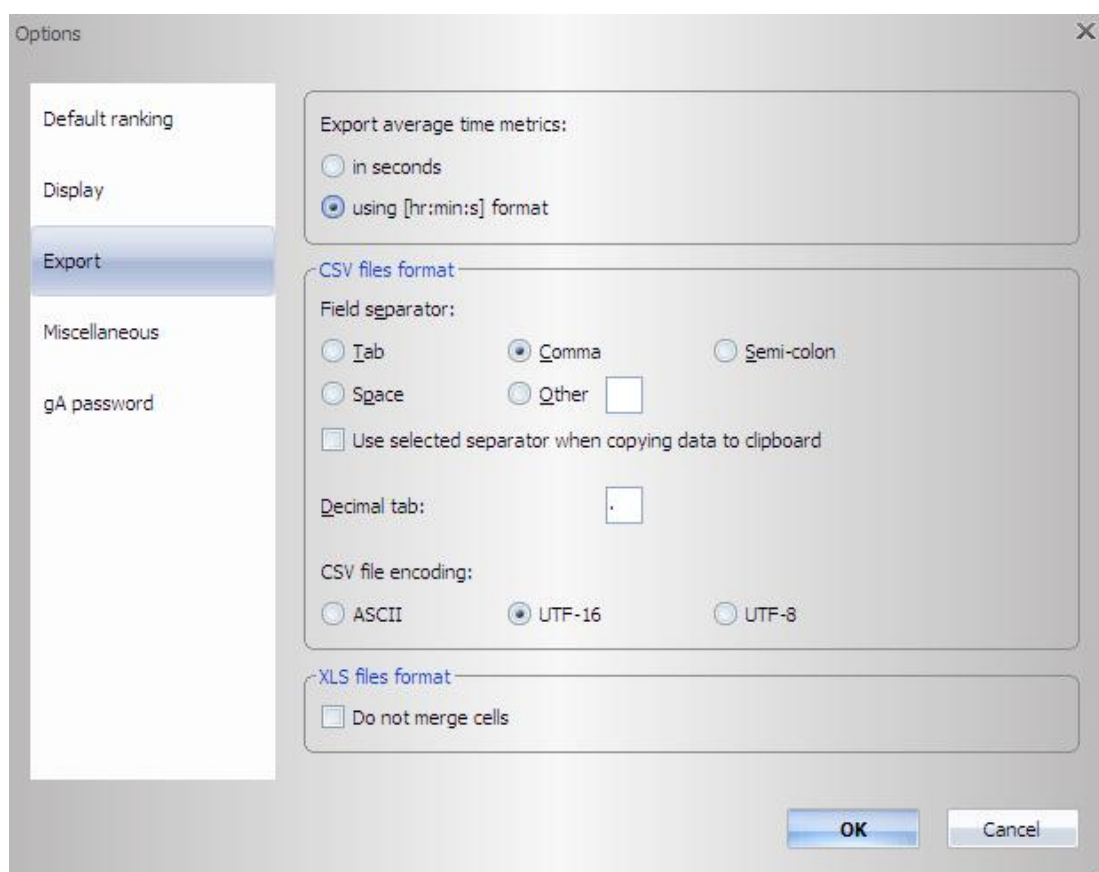 Options
Default ranking
Display
Export
Miscellaneous
gA password
Export average time metrics:
in seconds
using [hr:min:s] format
CSV files format
Field separator:
Tab Comma Semi-colon
Space Other
Use selected separator when copying data to clipboard
Decimal tab: .
CSV file encoding:
ASCII UTF-16 UTF-8
XLS files format
Do not merge cells
OK Cancel